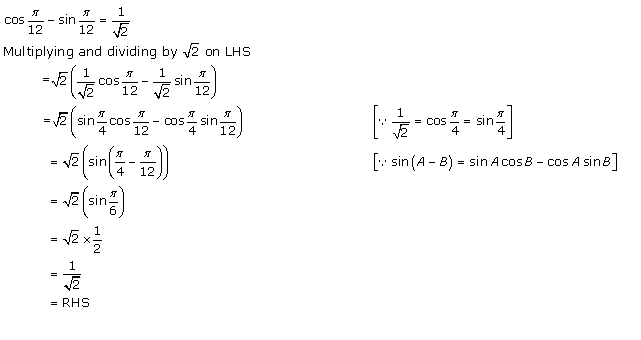 cos π/12 − sin π/12 = 1/√2
Multiplying and dividing by √2 on LHS
=√2(1/√2 cos π/12 − 1/√2 sin π/12)
=√2(sin π/4 cos π/12 − cos π/4 sin π/12) [∵ 1/√2 = cos π/4 = sin π/4]
= √2(sin(π/4 − π/12)) [∵ sin(A − B) = sin A cos B − cos A sin B]
= √2(sin π/6)
= √2 × 1/2
= 1/√2
= RHS